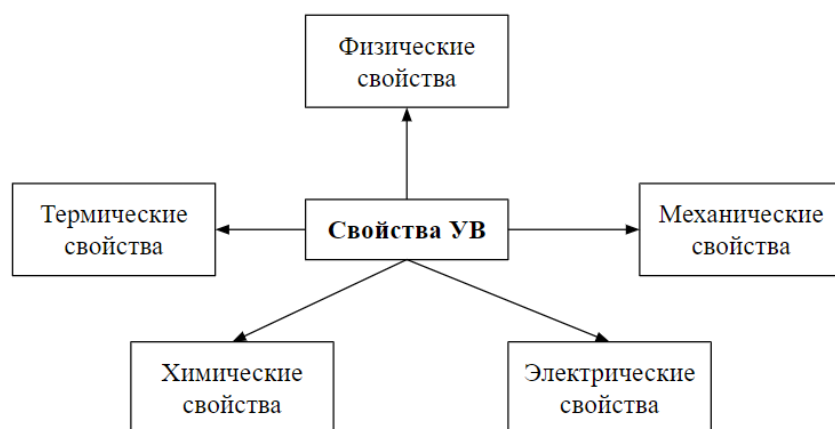 Физические
свойства
Термические
свойства
Свойства УВ
Механические
свойства
Химические
свойства
Электрические
свойства